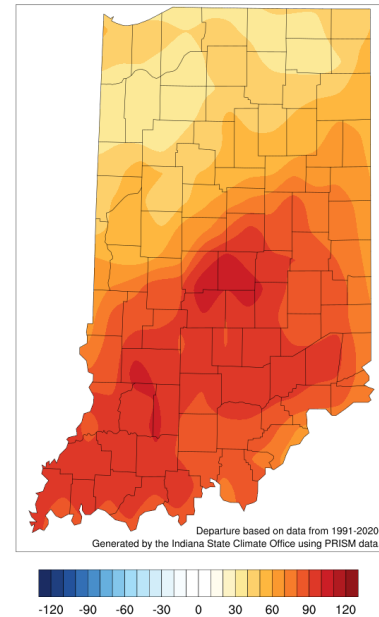 Departure based on data from 1991-2020
Generated by the Indiana State Climate Office using PRISM data
-120 -90 -60 -30 0 30 60 90 120